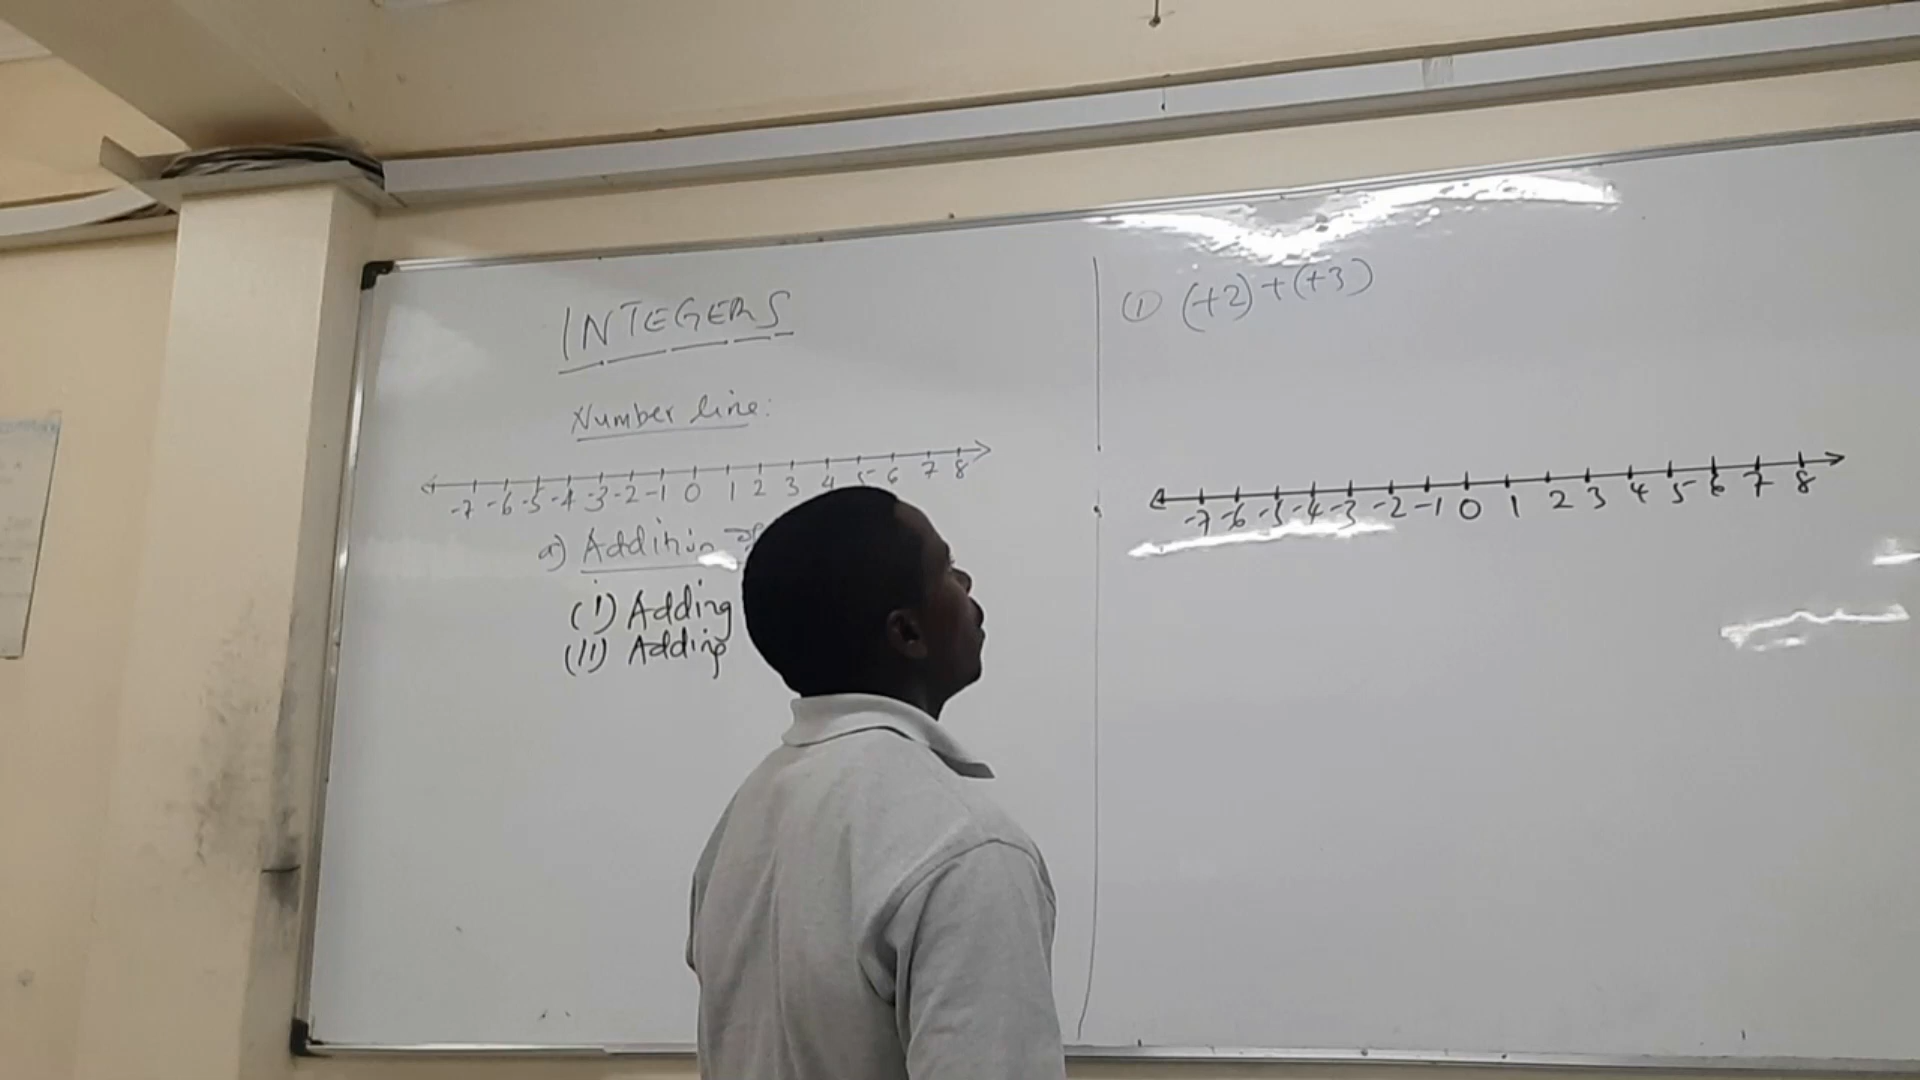 INTEGERS
Number line:
-7 -6 -5 -4 -3 -2 -1 0 1 2 3 4 5 6 7 8
a) Addition of
(i) Adding
(ii) Adding
① (+2)+(+3)
-7 -6 -5 -4 -3 -2 -1 0 1 2 3 4 5 6 7 8